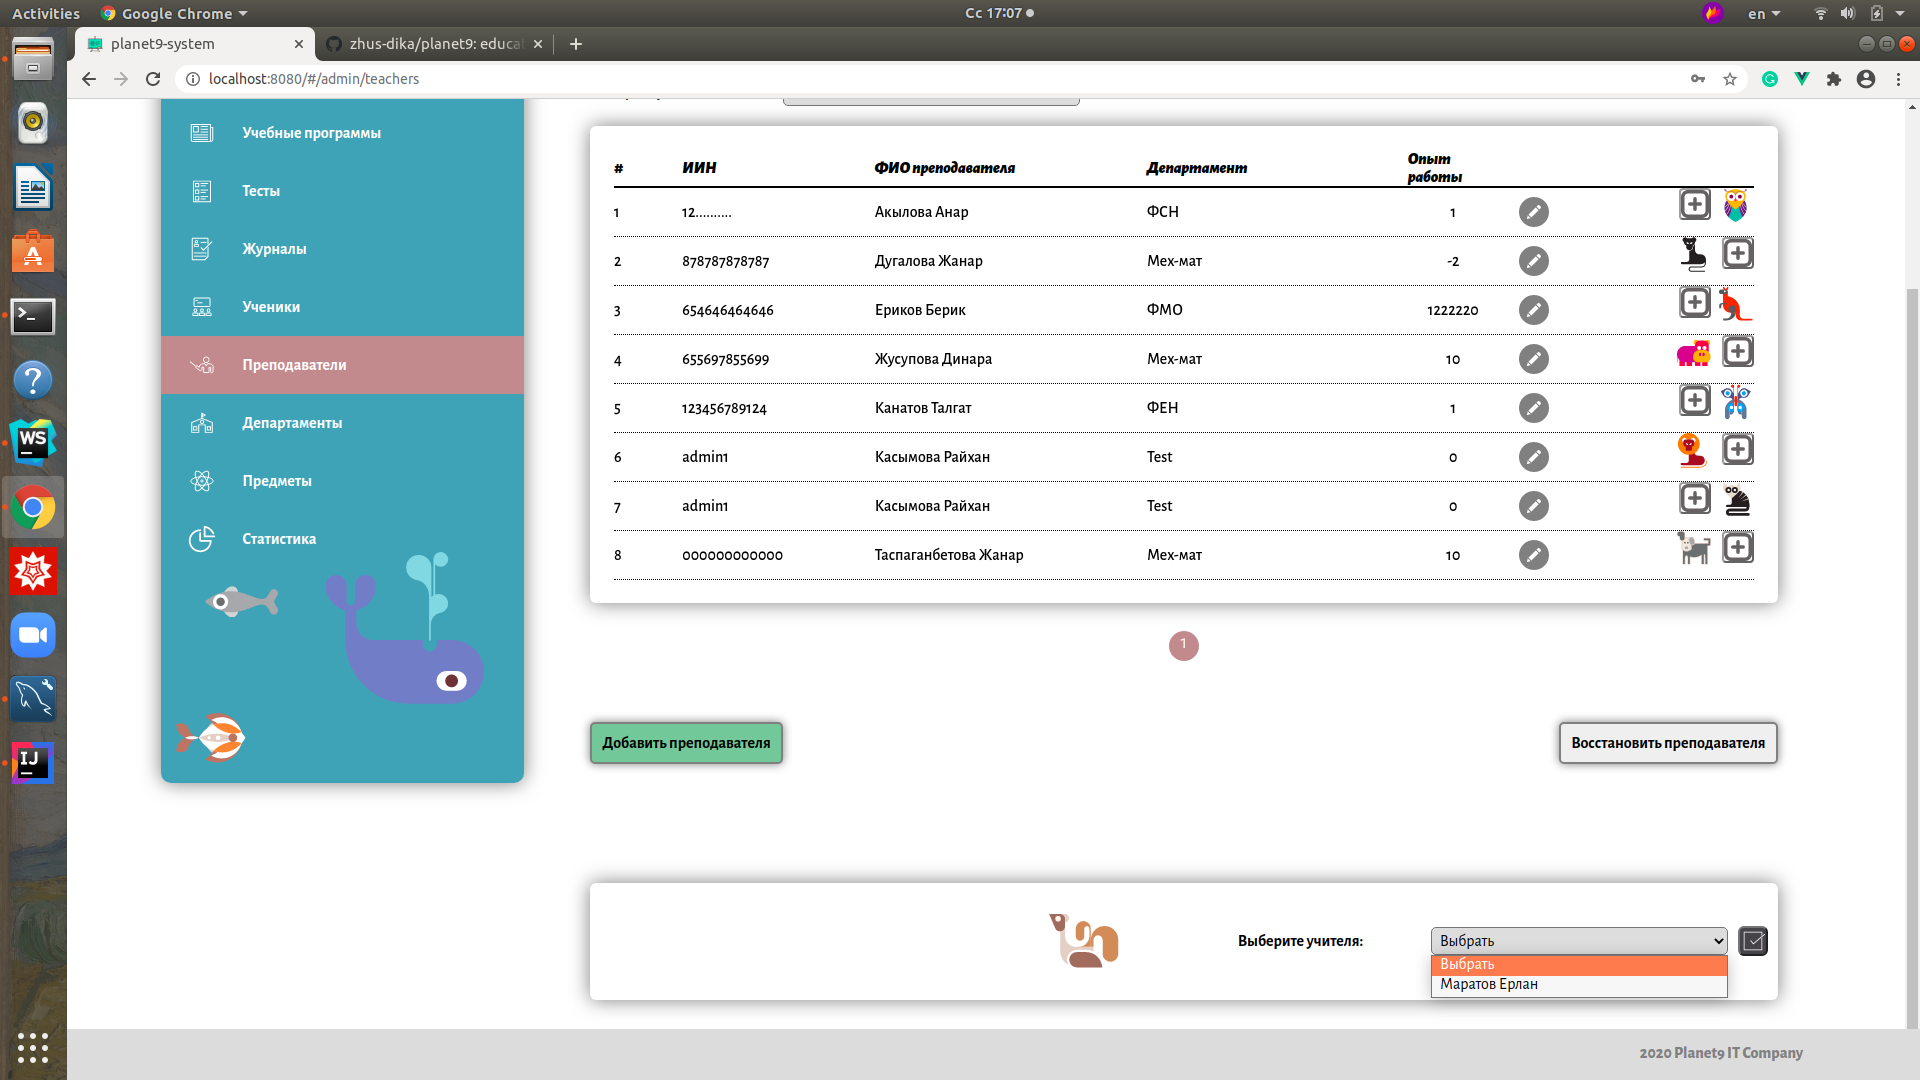 Activities
Google Chrome
Сс 17:07
en
planet9-system
zhus-dika/planet9: educa
localhost:8080/#/admin/teachers
Учебные программы
Тесты
Журналы
Ученики
Преподаватели
Департаменты
Предметы
Статистика
# ИИН ФИО преподавателя Департамент Опыт работы
1 12.......... Акылова Анар ФСН 1
2 878787878787 Дугалова Жанар Мех-мат -2
3 654646464646 Ериков Берик ФМО 1222220
4 655697855699 Жусупова Динара Мех-мат 10
5 123456789124 Канатов Талгат ФЕН 1
6 admin1 Касымова Райхан Test 0
7 admin1 Касымова Райхан Test 0
8 000000000000 Таспаганбетова Жанар Мех-мат 10
1
Добавить преподавателя
Восстановить преподавателя
Выберите учителя:
Выбрать
Выбрать
Маратов Ерлан
2020 Planet9 IT Company
WS
IJ